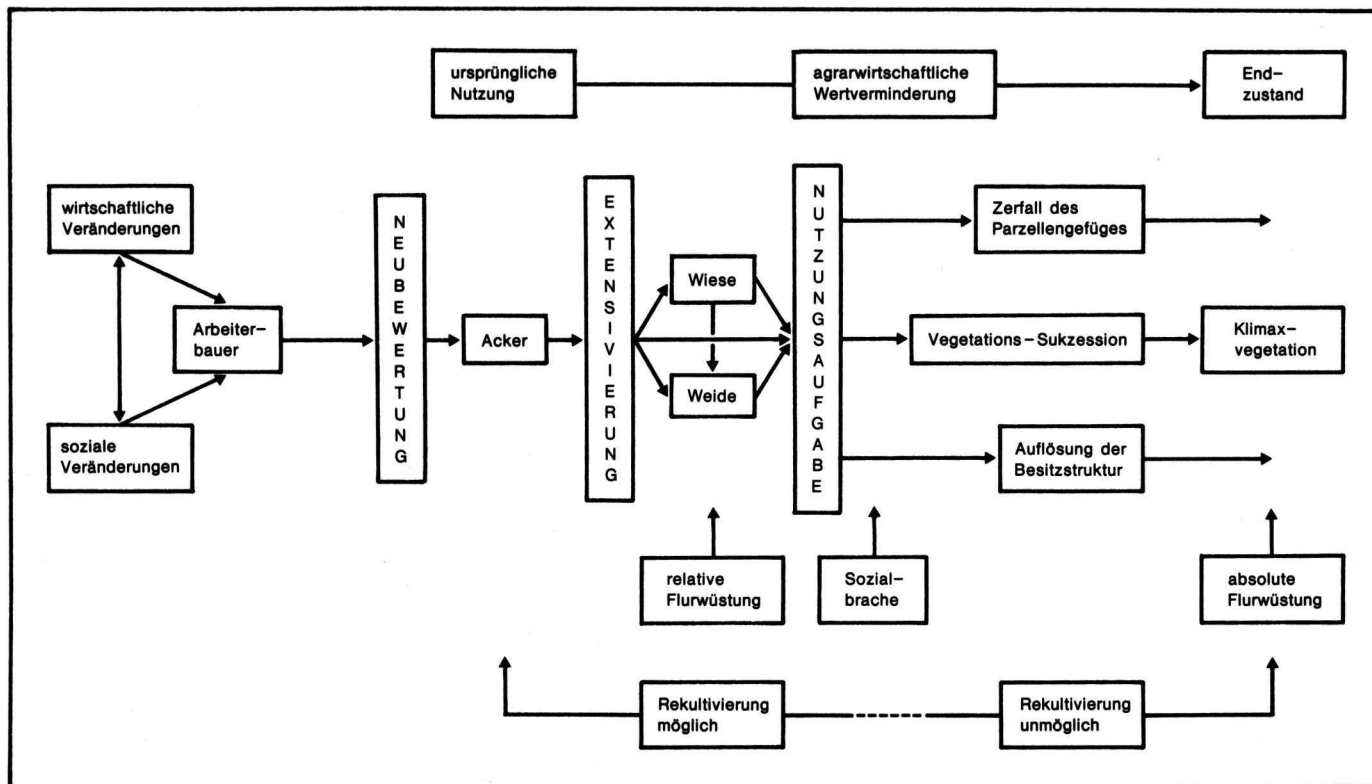 ursprüngliche
Nutzung
agrarwirtschaftliche
Wertverminderung
End–
zustand
wirtschaftliche
Veränderungen
Arbeiter–
bauer
soziale
Veränderungen
NEUBEWERTUNG
Acker
EXTENSIVIERUNG
Wiese
Weide
NUTZUNGSAUFGABE
Zerfall des
Parzellengefüges
Vegetations–Sukzession
Klimax–
vegetation
Auflösung der
Besitzstruktur
relative
Flurwüstung
Sozial–
brache
absolute
Flurwüstung
Rekultivierung
möglich
Rekultivierung
unmöglich